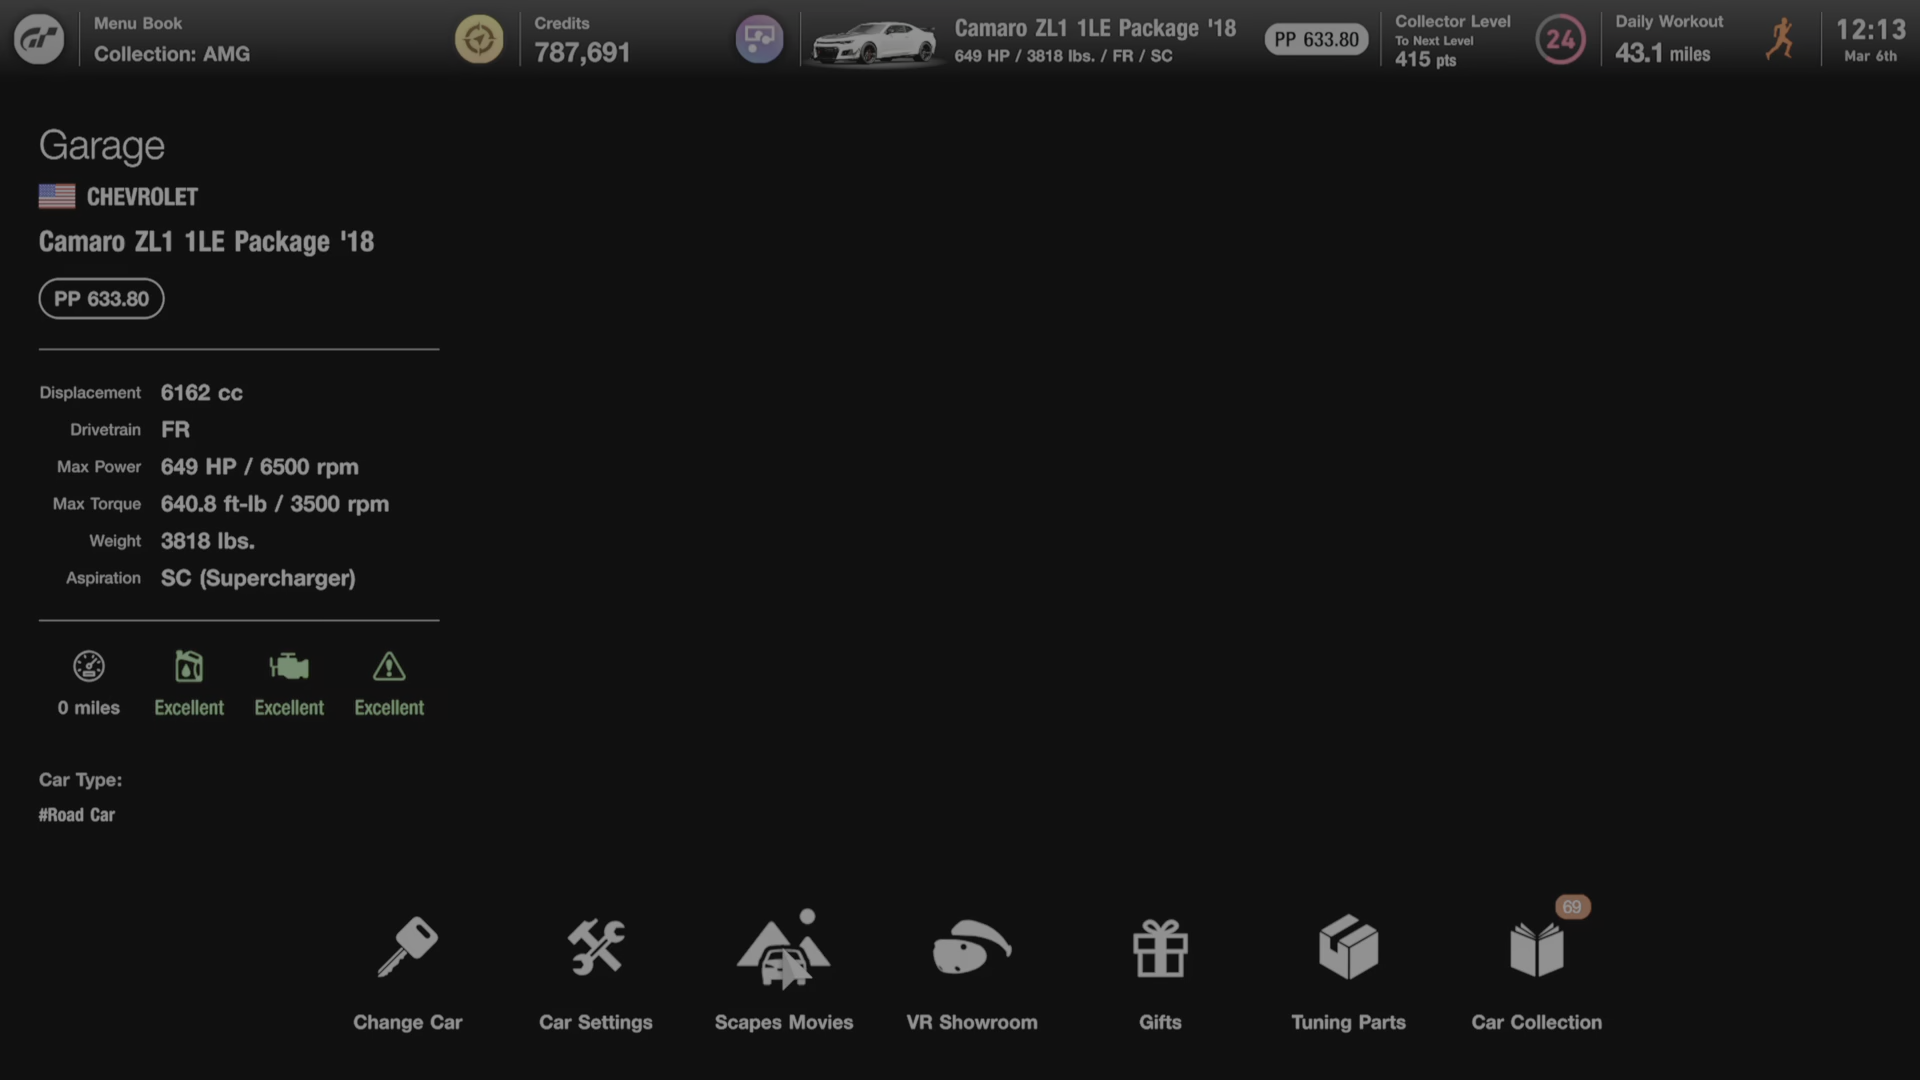 Menu Book
Collection: AMG
Credits
787,691
Camaro ZL1 1LE Package '18
649 HP / 3818 lbs. / FR / SC
PP 633.80
Collector Level
To Next Level
415 pts
24
Daily Workout
43.1 miles
12:13
Mar 6th
Garage
CHEVROLET
Camaro ZL1 1LE Package '18
PP 633.80
Displacement 6162 cc
Drivetrain FR
Max Power 649 HP / 6500 rpm
Max Torque 640.8 ft-lb / 3500 rpm
Weight 3818 lbs.
Aspiration SC (Supercharger)
0 miles Excellent Excellent Excellent
Car Type:
#Road Car
69
Change Car Car Settings Scapes Movies VR Showroom Gifts Tuning Parts Car Collection